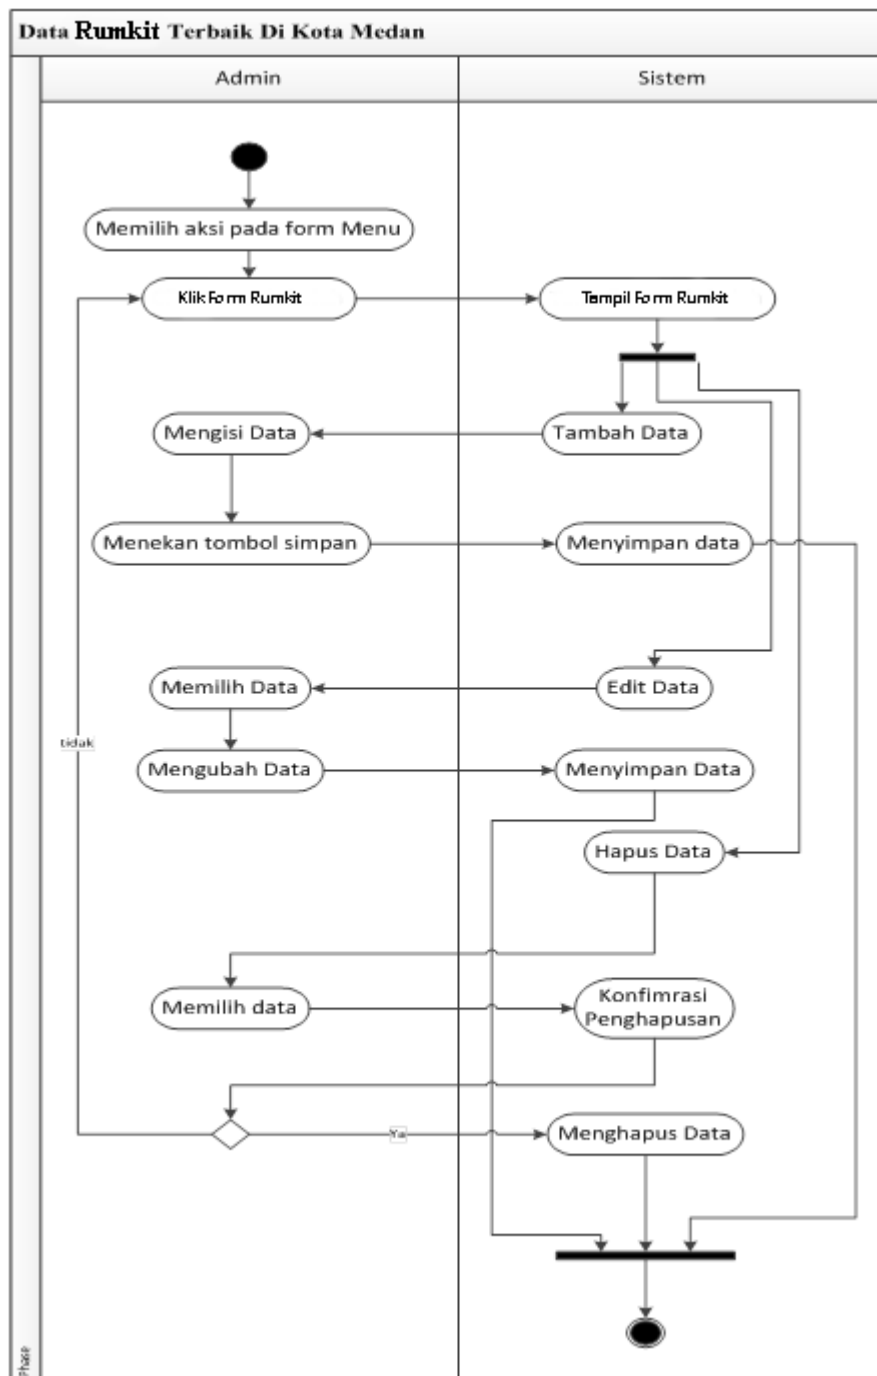 Data Rumkit Terbaik Di Kota Medan
Admin
Sistem
Memilih aksi pada form Menu
Klik Form Rumkit
Tampil Form Rumkit
Mengisi Data
Tambah Data
Menekan tombol simpan
Menyimpan data
Memilih Data
Edit Data
tidak
Mengubah Data
Menyimpan Data
Hapus Data
Memilih data
Konfimrasi
Penghapusan
Ya
Menghapus Data
Phase